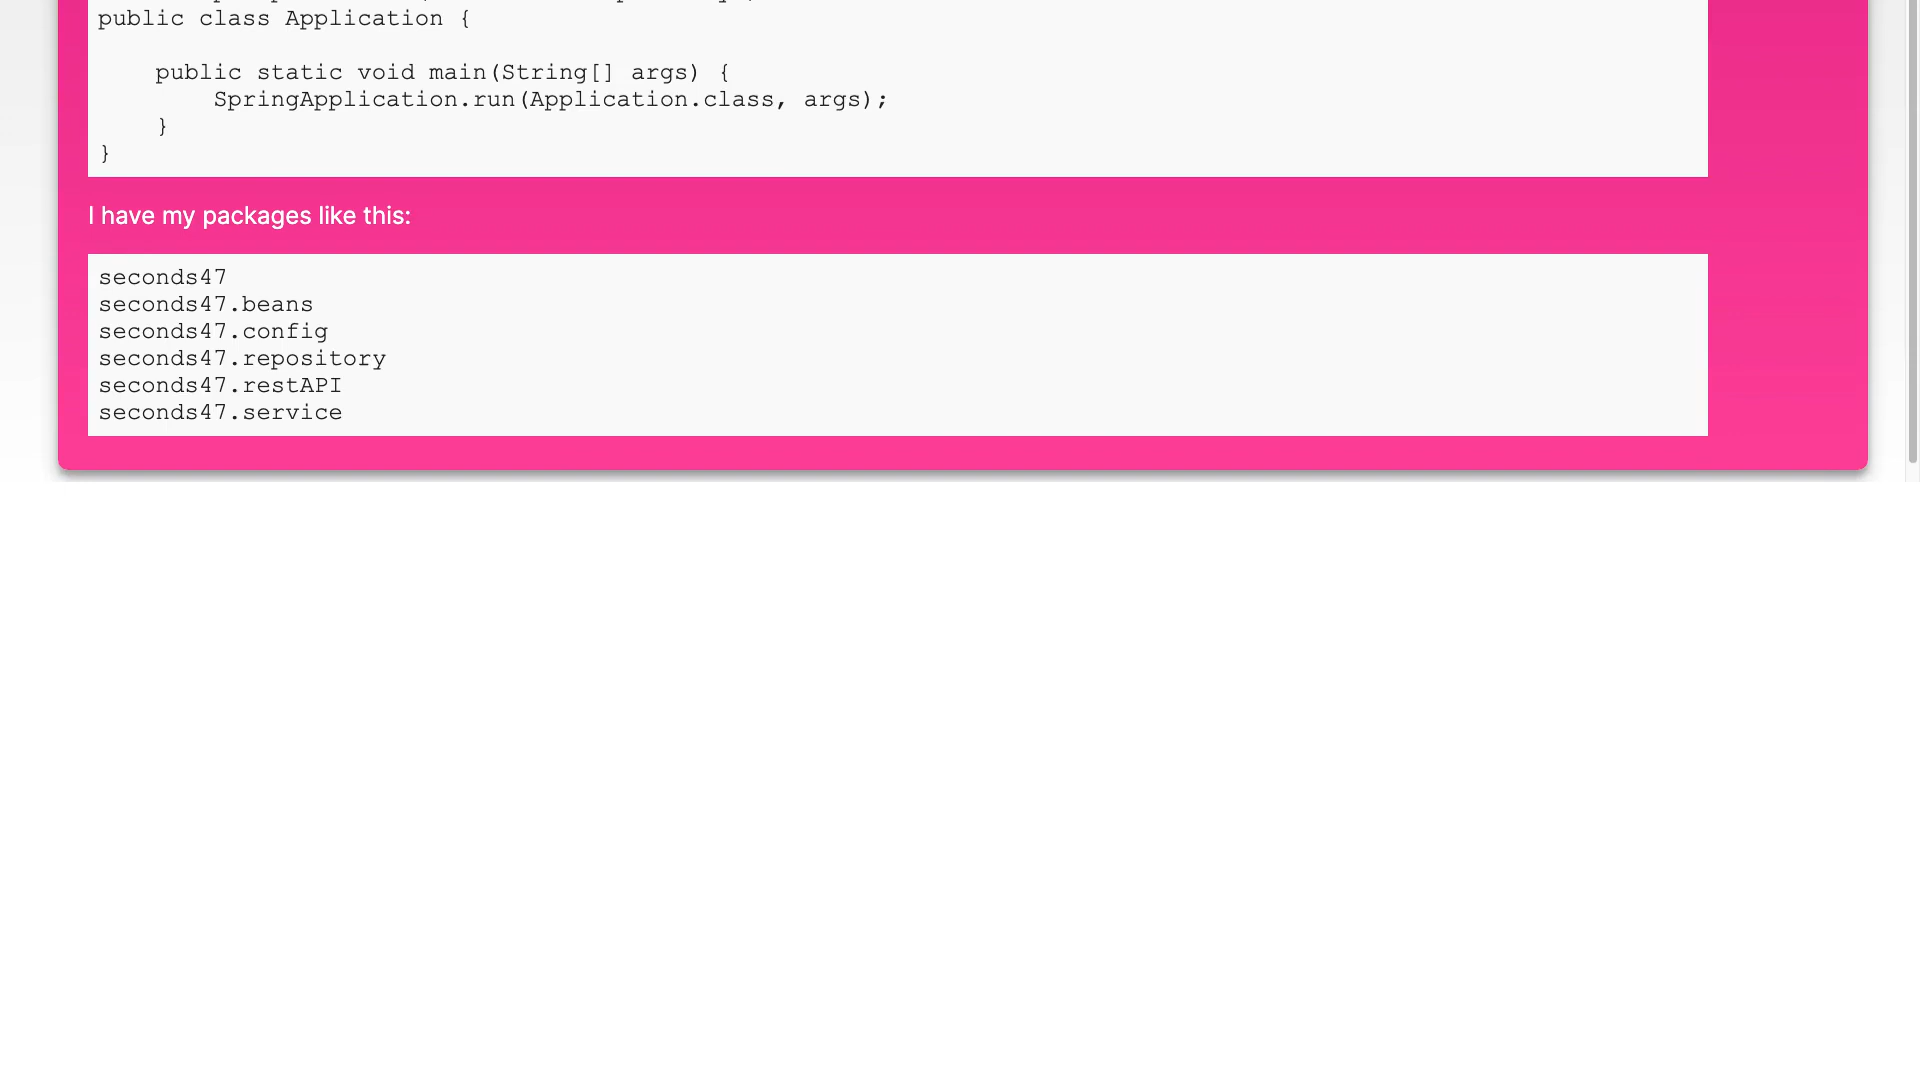 public class Application {
    public static void main(String[] args) {
        SpringApplication.run(Application.class, args);
    }
}
I have my packages like this:
seconds47
seconds47.beans
seconds47.config
seconds47.repository
seconds47.restAPI
seconds47.service